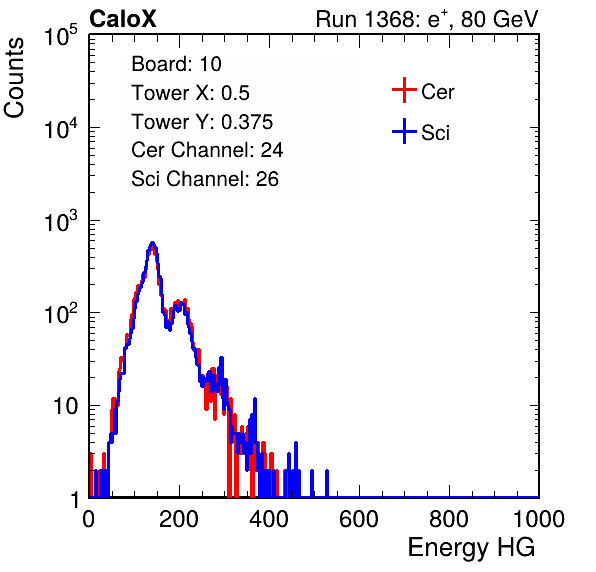 CaloX Run 1368: e⁺, 80 GeV
Counts
10⁵
10⁴
10³
10²
10
1
Board: 10
Tower X: 0.5
Tower Y: 0.375
Cer Channel: 24
Sci Channel: 26
Cer
Sci
0 200 400 600 800 1000
Energy HG